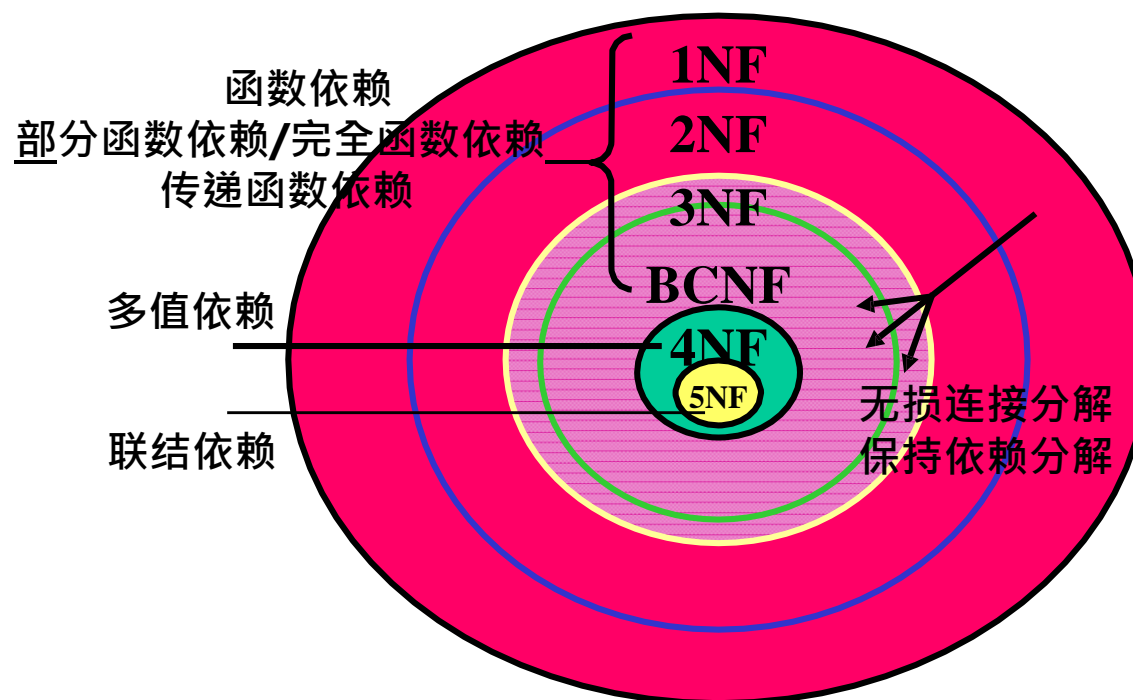 函数依赖
部分函数依赖/完全函数依赖
传递函数依赖
多值依赖
联结依赖
1NF
2NF
3NF
BCNF
4NF
5NF
无损连接分解
保持依赖分解